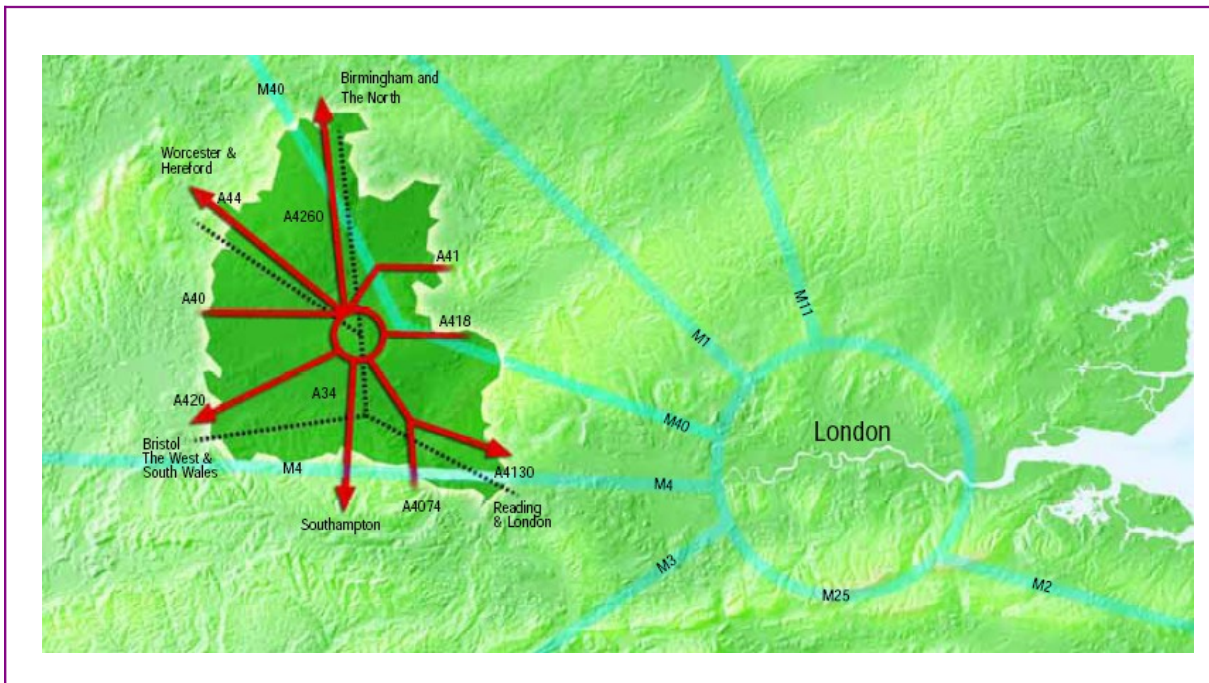 Birmingham and
The North
M40
Worcester &
Hereford
A44
A4260
A41
A40
A418
M11
M1
A34
A420
M40
London
Bristol
The West &
South Wales
M4
A4130
M4
A4074
Reading
& London
Southampton
M3
M25
M2